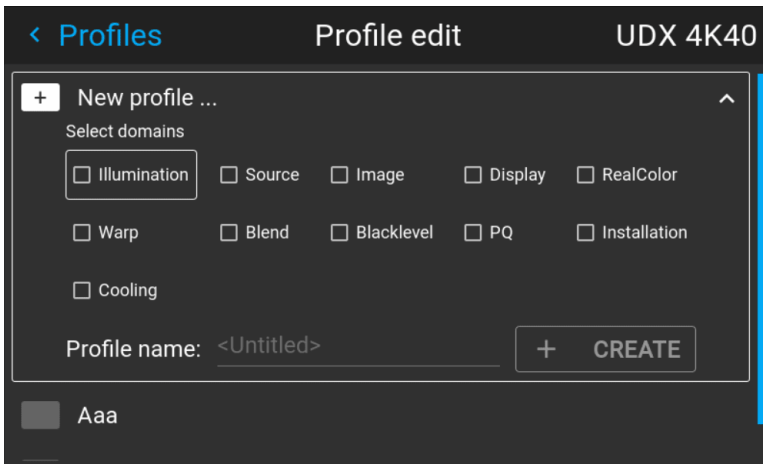 < Profiles Profile edit UDX 4K40
+ New profile ...
Select domains
Illumination Source Image Display RealColor
Warp Blend Blacklevel PQ Installation
Cooling
Profile name: <Untitled> + CREATE
Aaa